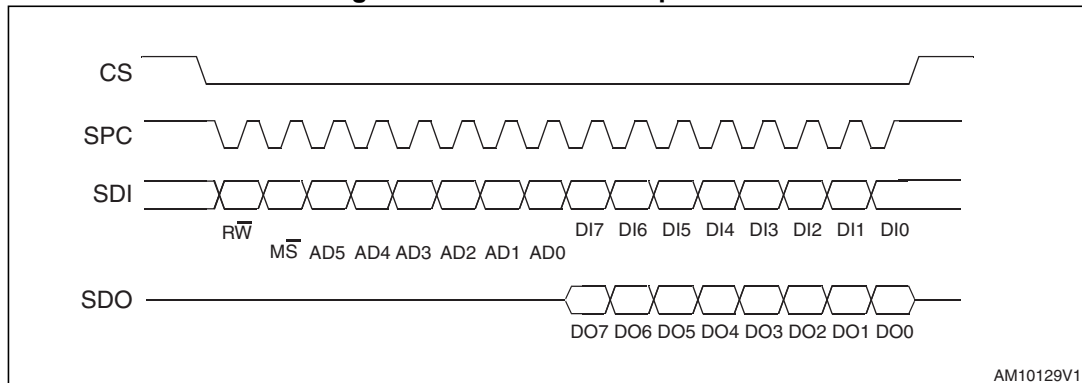 CS
SPC
SDI
RW̅ MS̅ AD5 AD4 AD3 AD2 AD1 AD0 DI7 DI6 DI5 DI4 DI3 DI2 DI1 DI0
SDO
DO7 DO6 DO5 DO4 DO3 DO2 DO1 DO0
AM10129V1